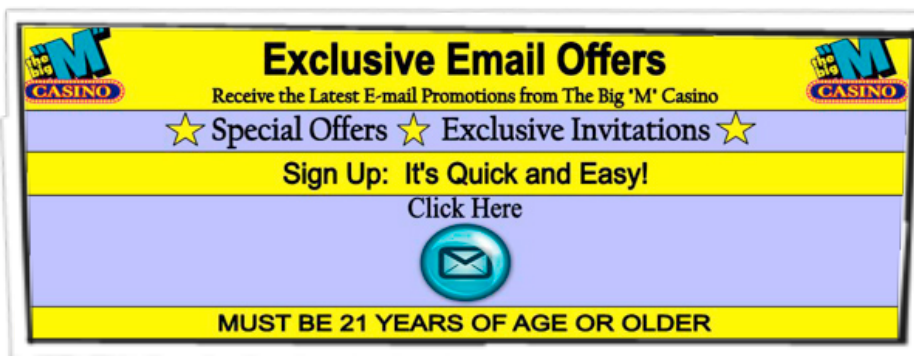 the big "M" CASINO
Exclusive Email Offers
the big "M" CASINO
Receive the Latest E-mail Promotions from The Big "M" Casino
Special Offers Exclusive Invitations
Sign Up: It's Quick and Easy!
Click Here
MUST BE 21 YEARS OF AGE OR OLDER